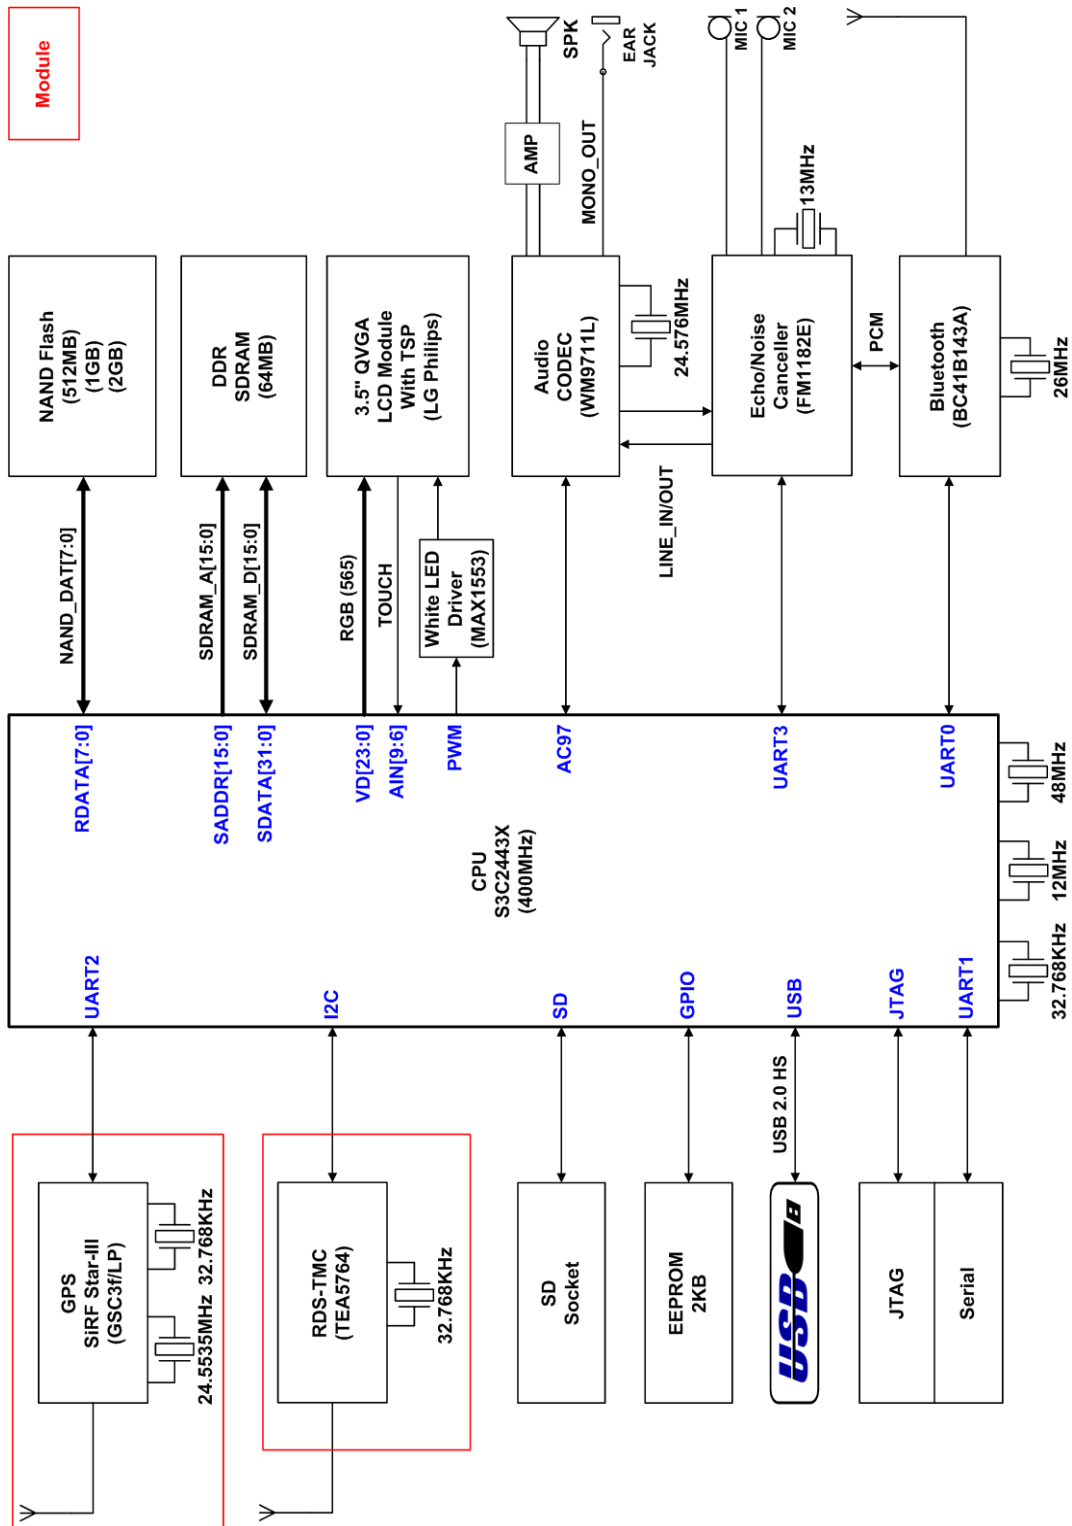 Module
NAND Flash
(512MB)
(1GB)
(2GB)
DDR
SDRAM
(64MB)
3.5" QVGA
LCD Module
With TSP
(LG Philips)
AMP
SPK
EAR
JACK
MONO_OUT
Audio
CODEC
(WM9711L)
24.576MHz
MIC 1
MIC 2
13MHz
Echo/Noise
Canceller
(FM1182E)
PCM
Bluetooth
(BC41B143A)
26MHz
NAND_DAT[7:0]
SDRAM_A[15:0]
SDRAM_D[15:0]
RGB (565)
TOUCH
White LED
Driver
(MAX1553)
LINE_IN/OUT
RDATA[7:0]
SADDR[15:0]
SDATA[31:0]
VD[23:0]
AIN[9:6]
PWM
AC97
UART3
UART0
CPU
S3C2443X
(400MHz)
48MHz
12MHz
32.768KHz
UART2
I2C
SD
GPIO
USB
JTAG
UART1
USB 2.0 HS
GPS
SiRF Star-III
(GSC3f/LP)
24.5535MHz
32.768KHz
RDS-TMC
(TEA5764)
32.768KHz
SD
Socket
EEPROM
2KB
USB
B
JTAG
Serial